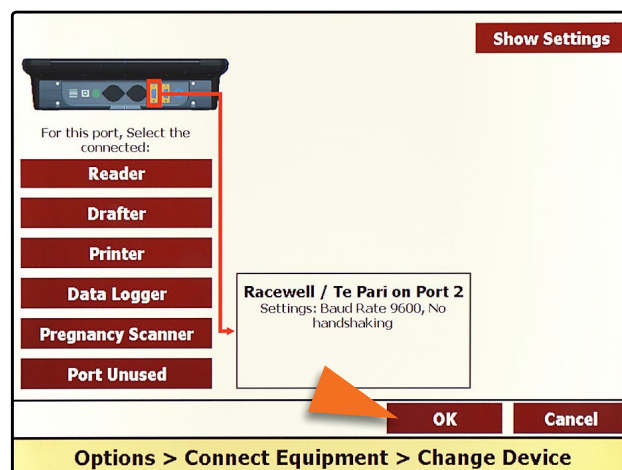 Show Settings
For this port, Select the
connected:
Reader
Drafter
Printer
Data Logger
Pregnancy Scanner
Port Unused
Racewell / Te Pari on Port 2
Settings: Baud Rate 9600, No
handshaking
OK
Cancel
Options > Connect Equipment > Change Device